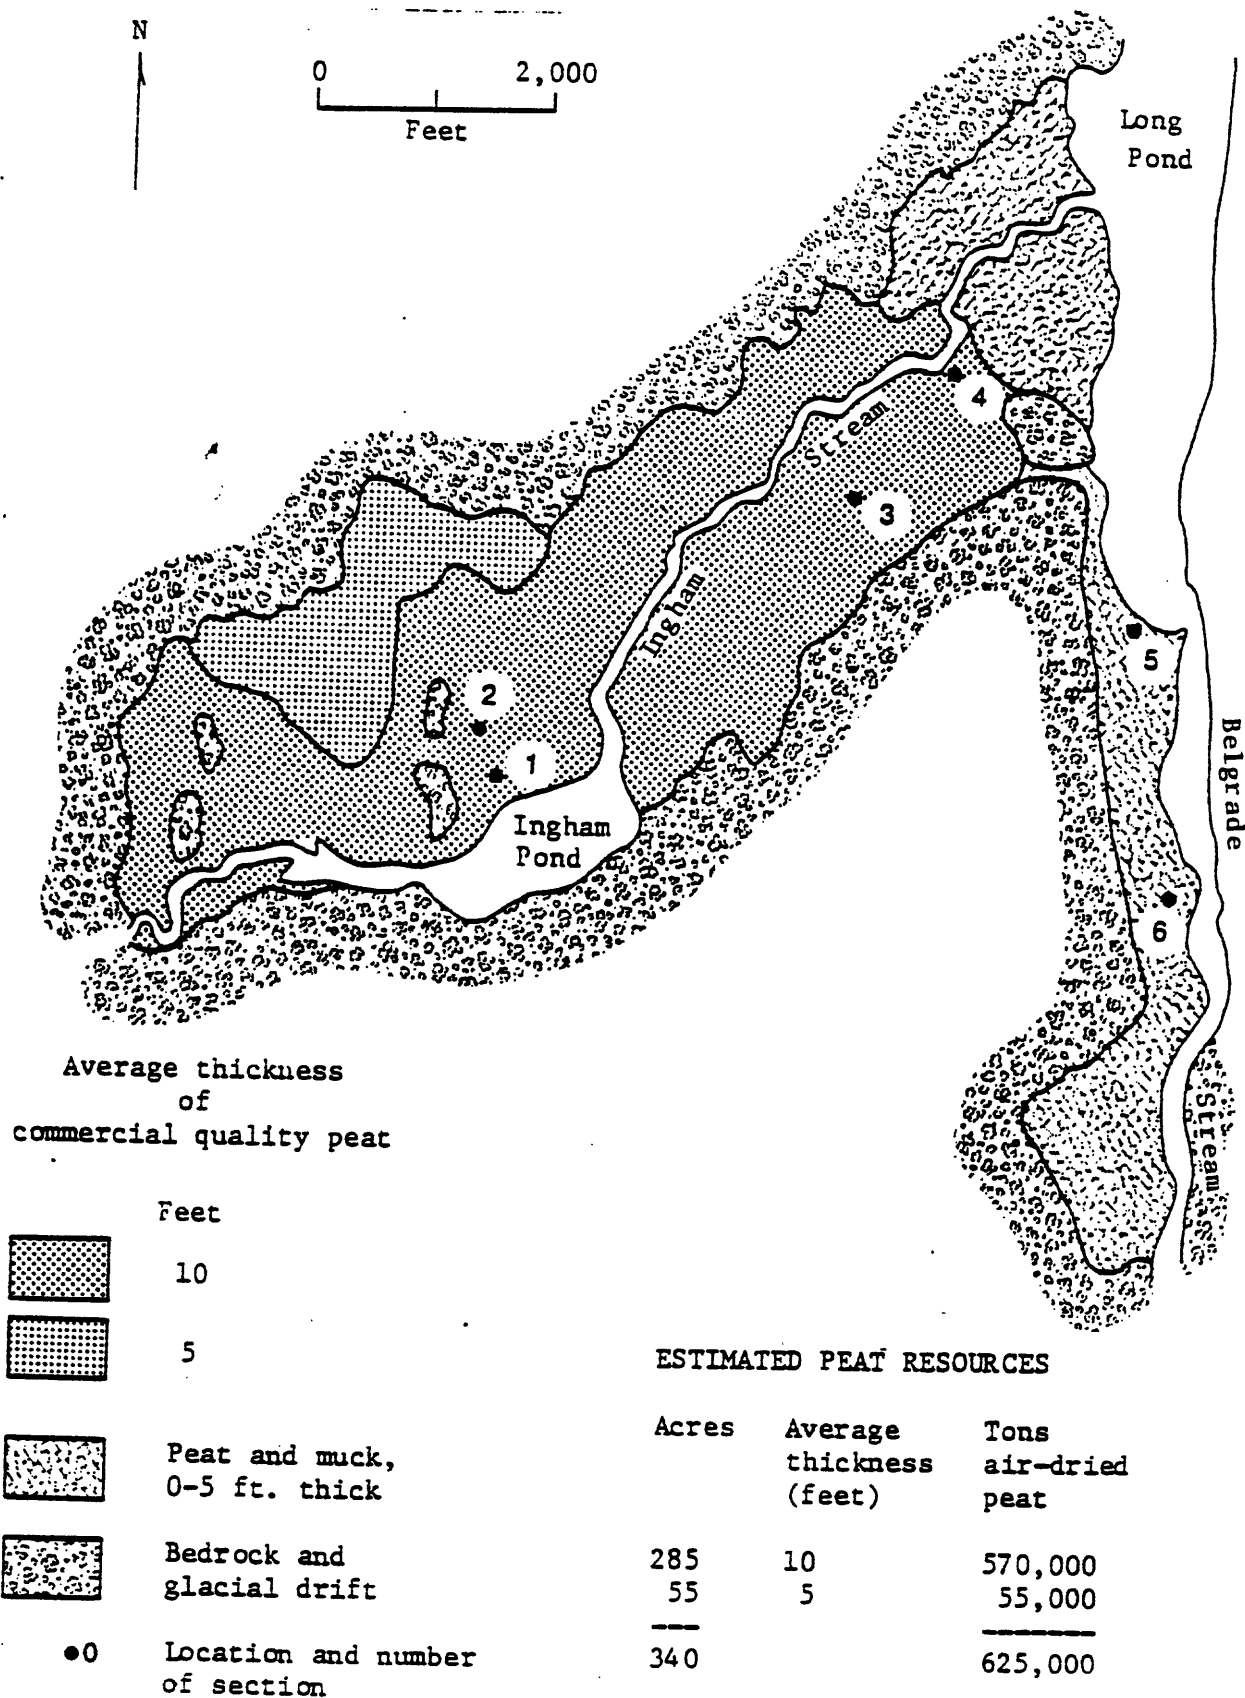 N
0 2,000
Feet
Long
Pond
4
Stream
3
Ingham
5
2
1
Ingham
Pond
Belgrade
6
Stream
Average thickness
of
commercial quality peat
Feet
10
5
Peat and muck,
0-5 ft. thick
Bedrock and
glacial drift
0 Location and number
of section
ESTIMATED PEAT RESOURCES
Acres Average Tons
thickness air-dried
(feet) peat
285 10 570,000
55 5 55,000
340 625,000